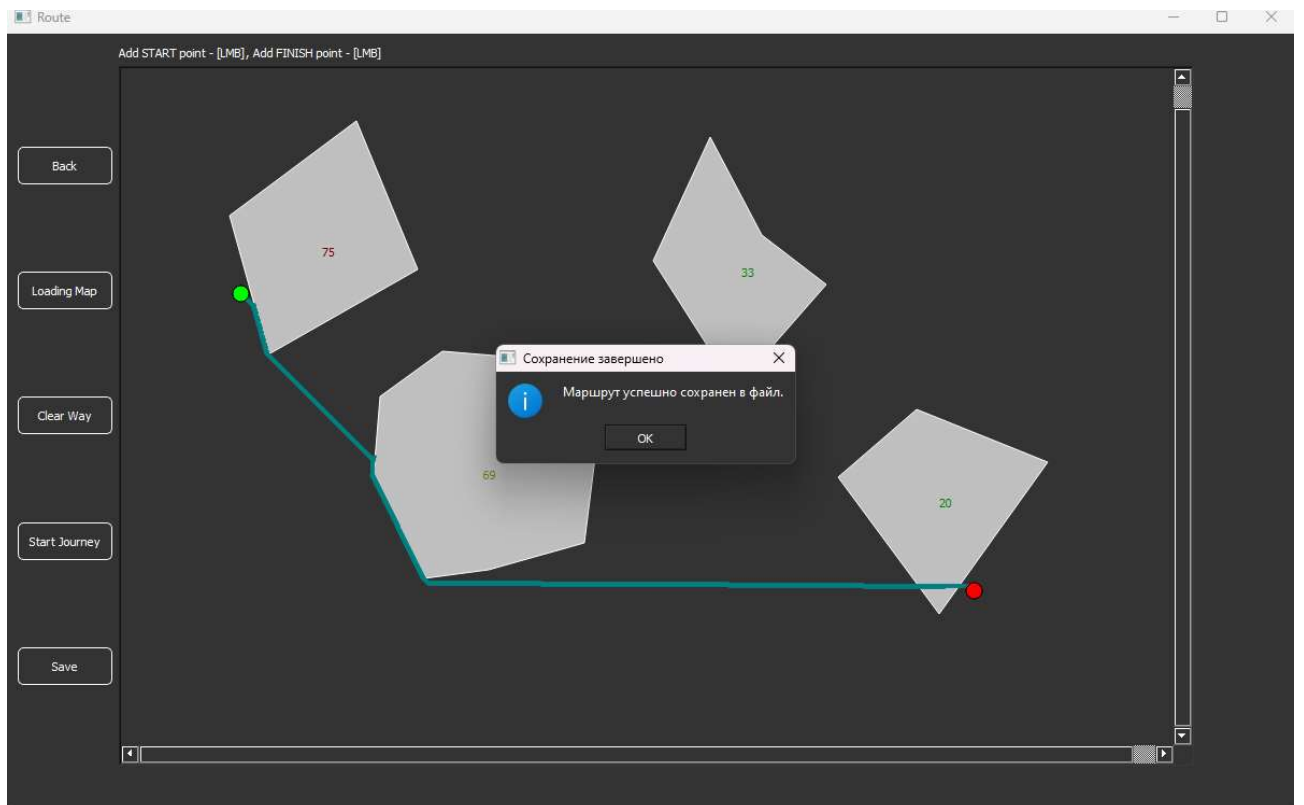 Route
Add START point - [LMB], Add FINISH point - [LMB]
Back
75
33
Loading Map
Сохранение завершено
Маршрут успешно сохранен в файл.
OK
Clear Way
69
20
Start Journey
Save